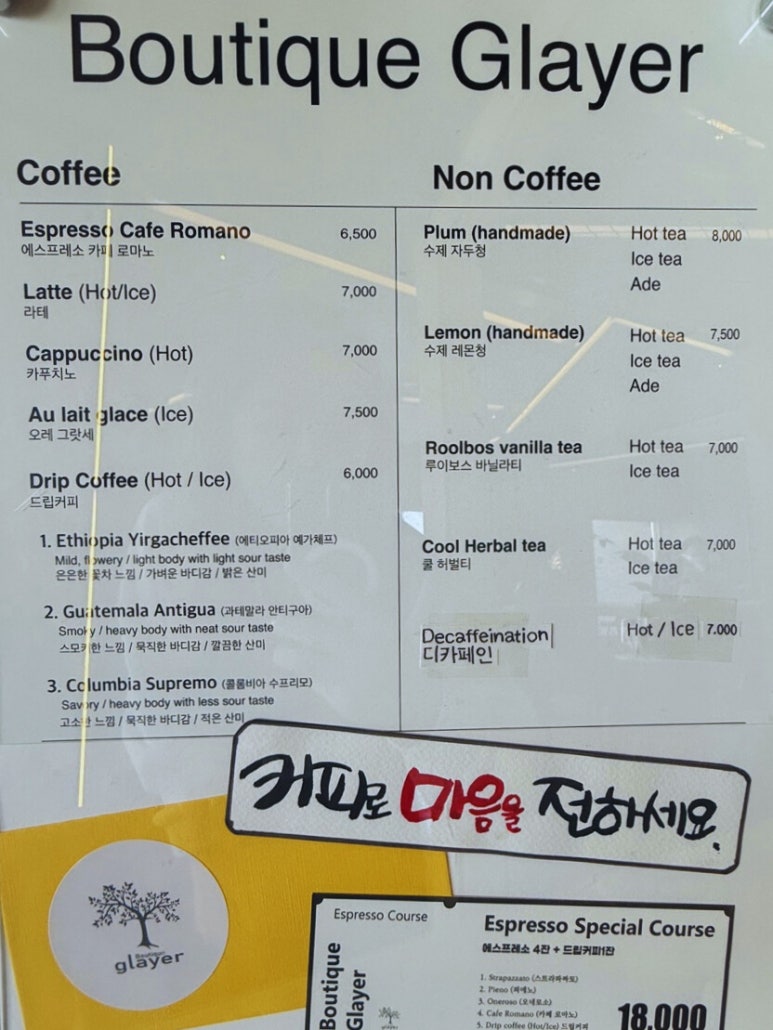 Boutique Glayer
Coffee
Espresso Cafe Romano 6,500
에스프레소 카페 로마노
Latte (Hot/Ice) 7,000
라테
Cappuccino (Hot) 7,000
카푸치노
Au lait glace (Ice) 7,500
오레 그랏세
Drip Coffee (Hot / Ice) 6,000
드립커피
1. Ethiopia Yirgacheffee (에티오피아 예가체프)
Mild, flowery / light body with light sour taste
은은한 꽃차 느낌 / 가벼운 바디감 / 밝은 산미
2. Guatemala Antigua (과테말라 안티구아)
Smoky / heavy body with neat sour taste
스모키한 느낌 / 묵직한 바디감 / 깔끔한 산미
3. Columbia Supremo (콜롬비아 수프리모)
Savory / heavy body with less sour taste
고소한 느낌 / 묵직한 바디감 / 적은 산미
Non Coffee
Plum (handmade) Hot tea 8,000
수제 자두청
Ice tea
Ade
Lemon (handmade) Hot tea 7,500
수제 레몬청
Ice tea
Ade
Rooibos vanilla tea Hot tea 7,000
루이보스 바닐라티
Ice tea
Cool Herbal tea Hot tea 7,000
쿨 허벌티
Ice tea
Decaffeination Hot / Ice 7.000
디카페인
커피로 마음을 전하세요.
Boutique
glayer
Espresso Course
Boutique
Glayer
Espresso Special Course
에스프레소 4잔 + 드립커피1잔
1. Strapazzato (스트라파짜토)
2. Pieno (피에노)
3. Oneroso (오네로소)
4. Cafe Romano (카페 로마노)
5. Drip coffee (Hot/Ice) 드립커피
18,000